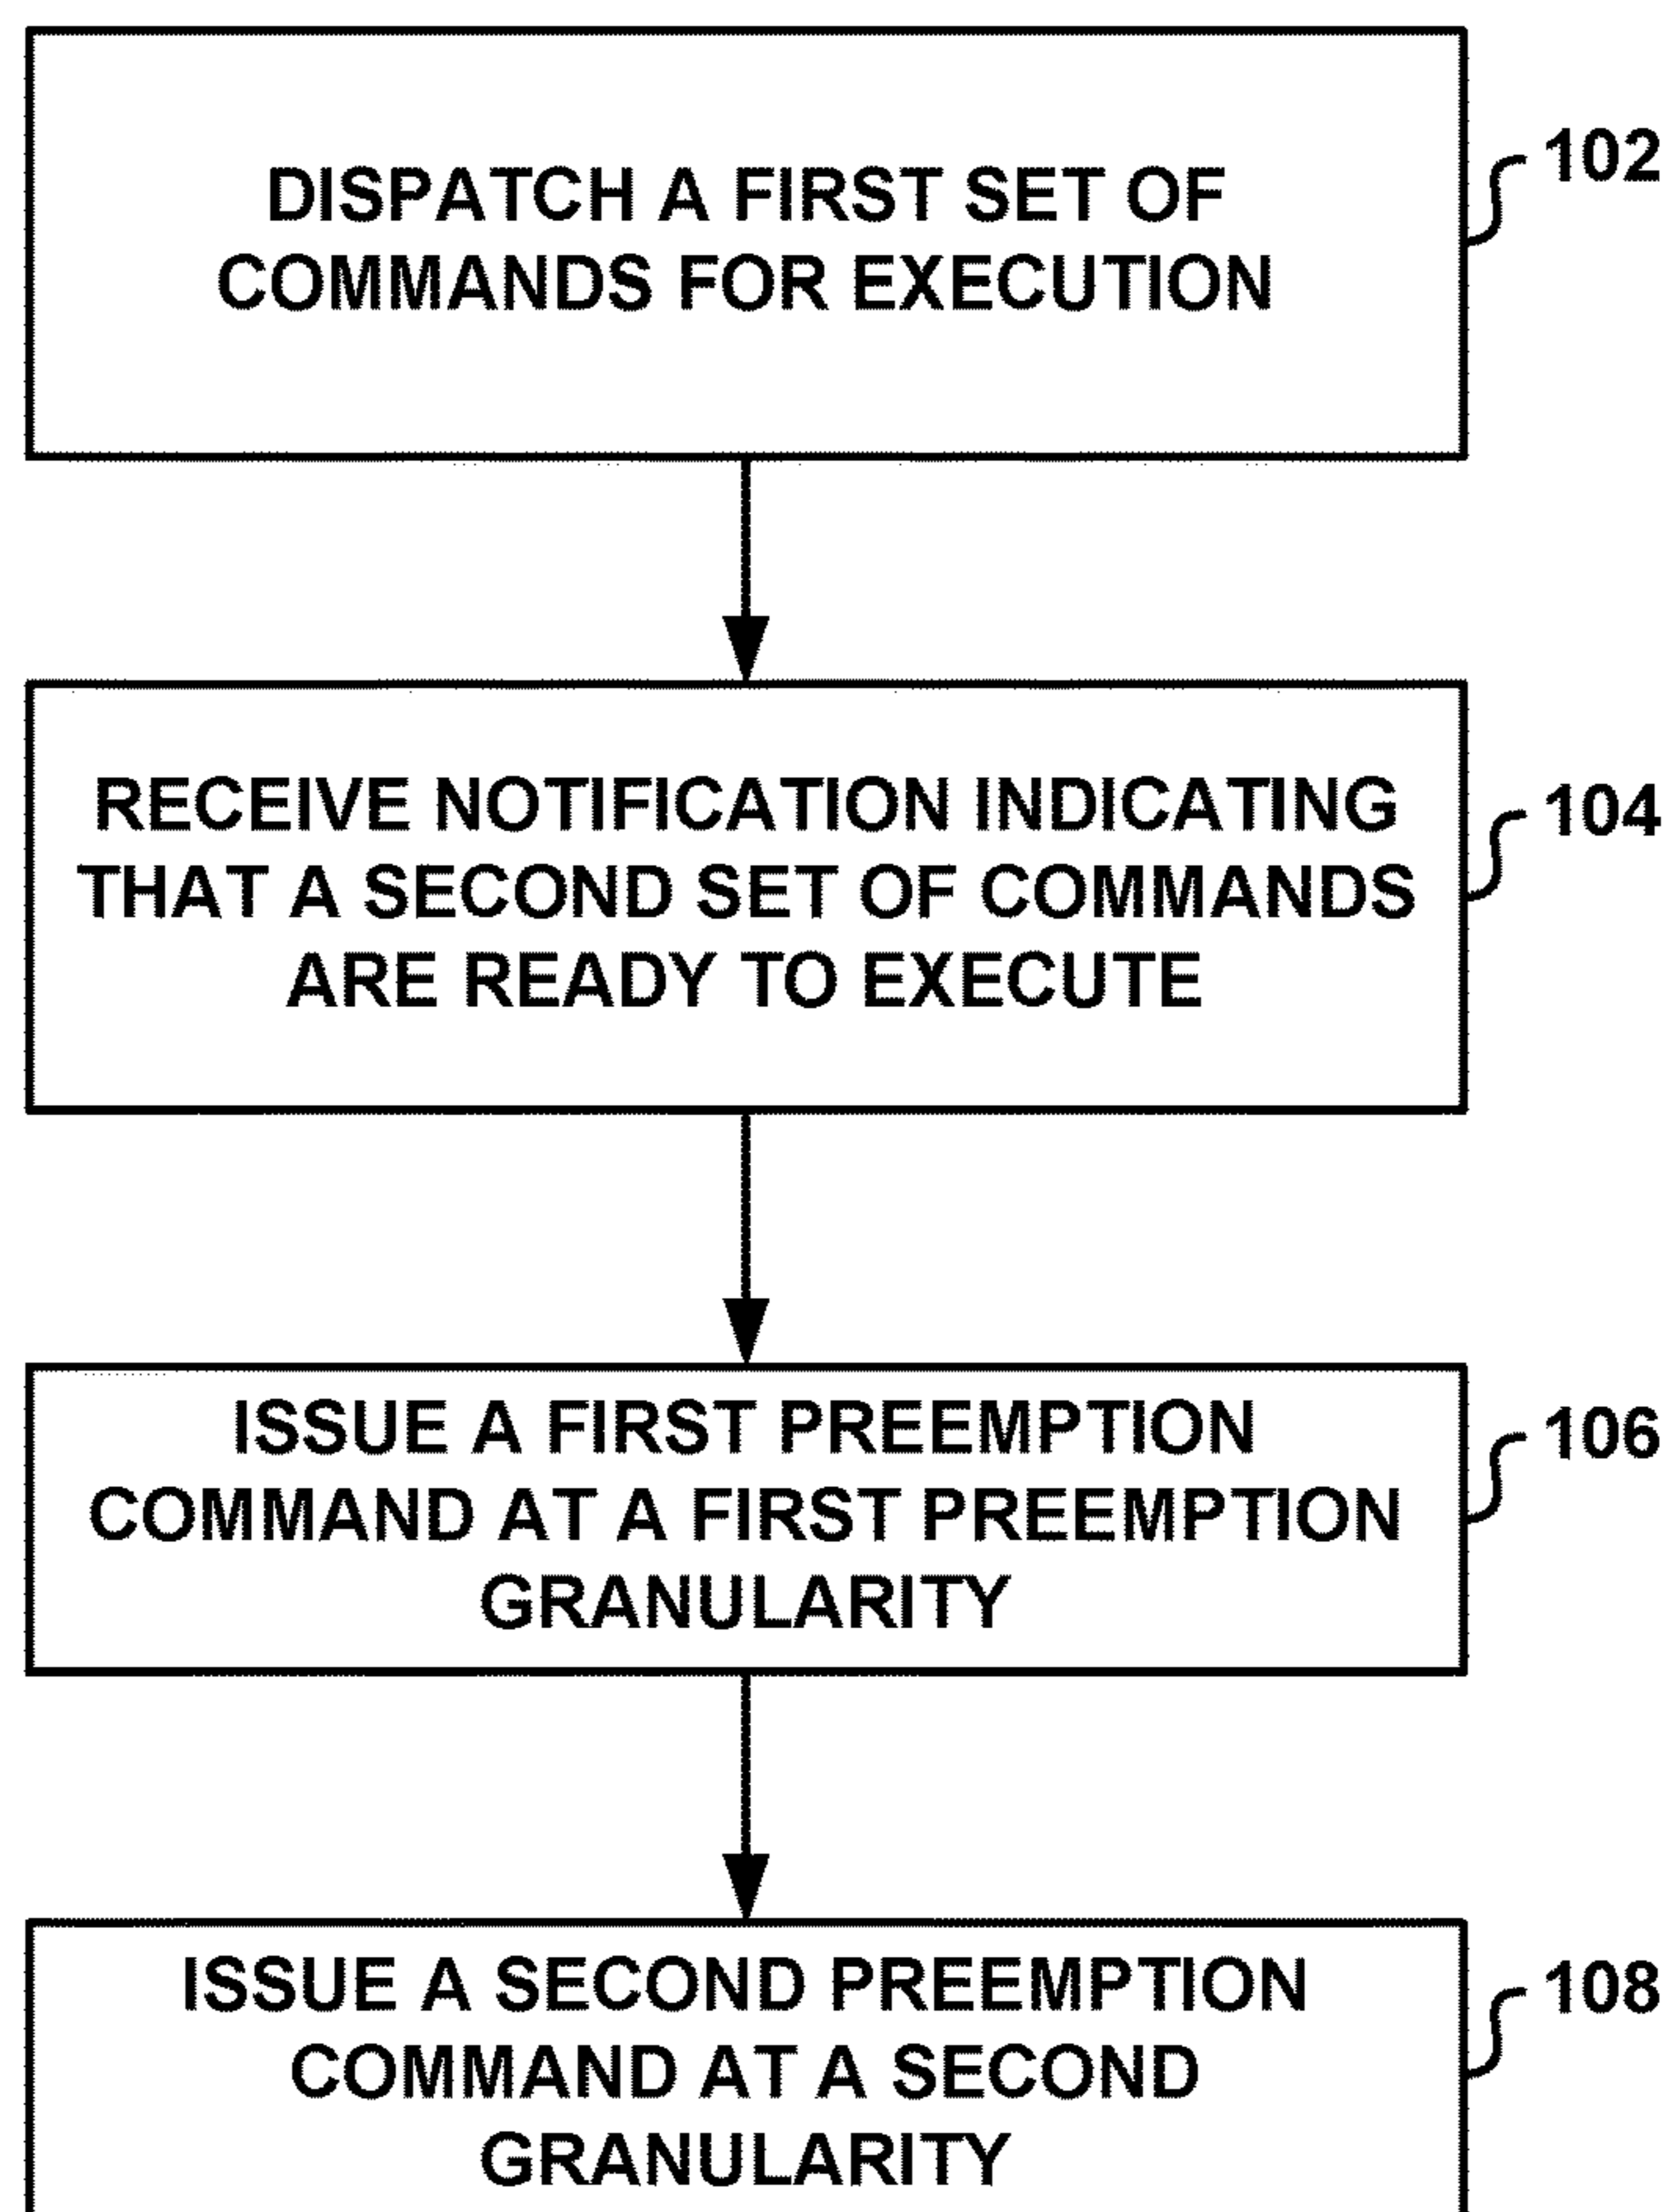 DISPATCH A FIRST SET OF
COMMANDS FOR EXECUTION
102
RECEIVE NOTIFICATION INDICATING
THAT A SECOND SET OF COMMANDS
ARE READY TO EXECUTE
104
ISSUE A FIRST PREEMPTION
COMMAND AT A FIRST PREEMPTION
GRANULARITY
106
ISSUE A SECOND PREEMPTION
COMMAND AT A SECOND
GRANULARITY
108